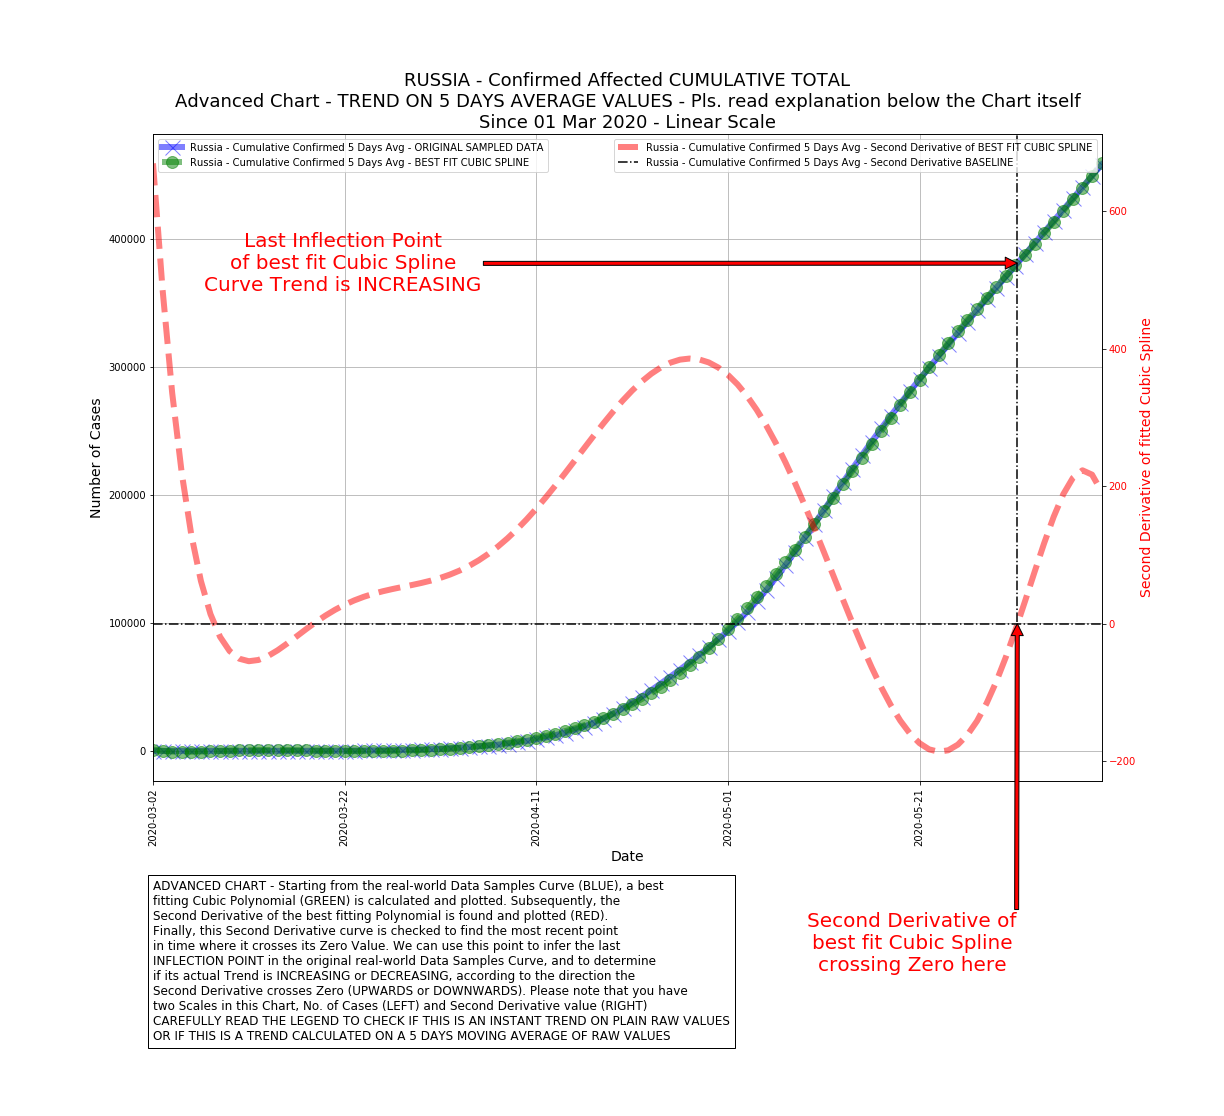 RUSSIA - Confirmed Affected CUMULATIVE TOTAL
Advanced Chart - TREND ON 5 DAYS AVERAGE VALUES - Pls. read explanation below the Chart itself
Since 01 Mar 2020 - Linear Scale
Russia - Cumulative Confirmed 5 Days Avg - ORIGINAL SAMPLED DATA
Russia - Cumulative Confirmed 5 Days Avg - BEST FIT CUBIC SPLINE
Russia - Cumulative Confirmed 5 Days Avg - Second Derivative of BEST FIT CUBIC SPLINE
Russia - Cumulative Confirmed 5 Days Avg - Second Derivative BASELINE
Last Inflection Point
of best fit Cubic Spline
Curve Trend is INCREASING
Number of Cases
400000
300000
200000
100000
0
600
400
200
0
−200
Second Derivative of fitted Cubic Spline
2020-03-02
2020-03-22
2020-04-11
2020-05-01
2020-05-21
Date
ADVANCED CHART - Starting from the real-world Data Samples Curve (BLUE), a best
fitting Cubic Polynomial (GREEN) is calculated and plotted. Subsequently, the
Second Derivative of the best fitting Polynomial is found and plotted (RED).
Finally, this Second Derivative curve is checked to find the most recent point
in time where it crosses its Zero Value. We can use this point to infer the last
INFLECTION POINT in the original real-world Data Samples Curve, and to determine
if its actual Trend is INCREASING or DECREASING, according to the direction the
Second Derivative crosses Zero (UPWARDS or DOWNWARDS). Please note that you have
two Scales in this Chart, No. of Cases (LEFT) and Second Derivative value (RIGHT)
CAREFULLY READ THE LEGEND TO CHECK IF THIS IS AN INSTANT TREND ON PLAIN RAW VALUES
OR IF THIS IS A TREND CALCULATED ON A 5 DAYS MOVING AVERAGE OF RAW VALUES
Second Derivative of
best fit Cubic Spline
crossing Zero here